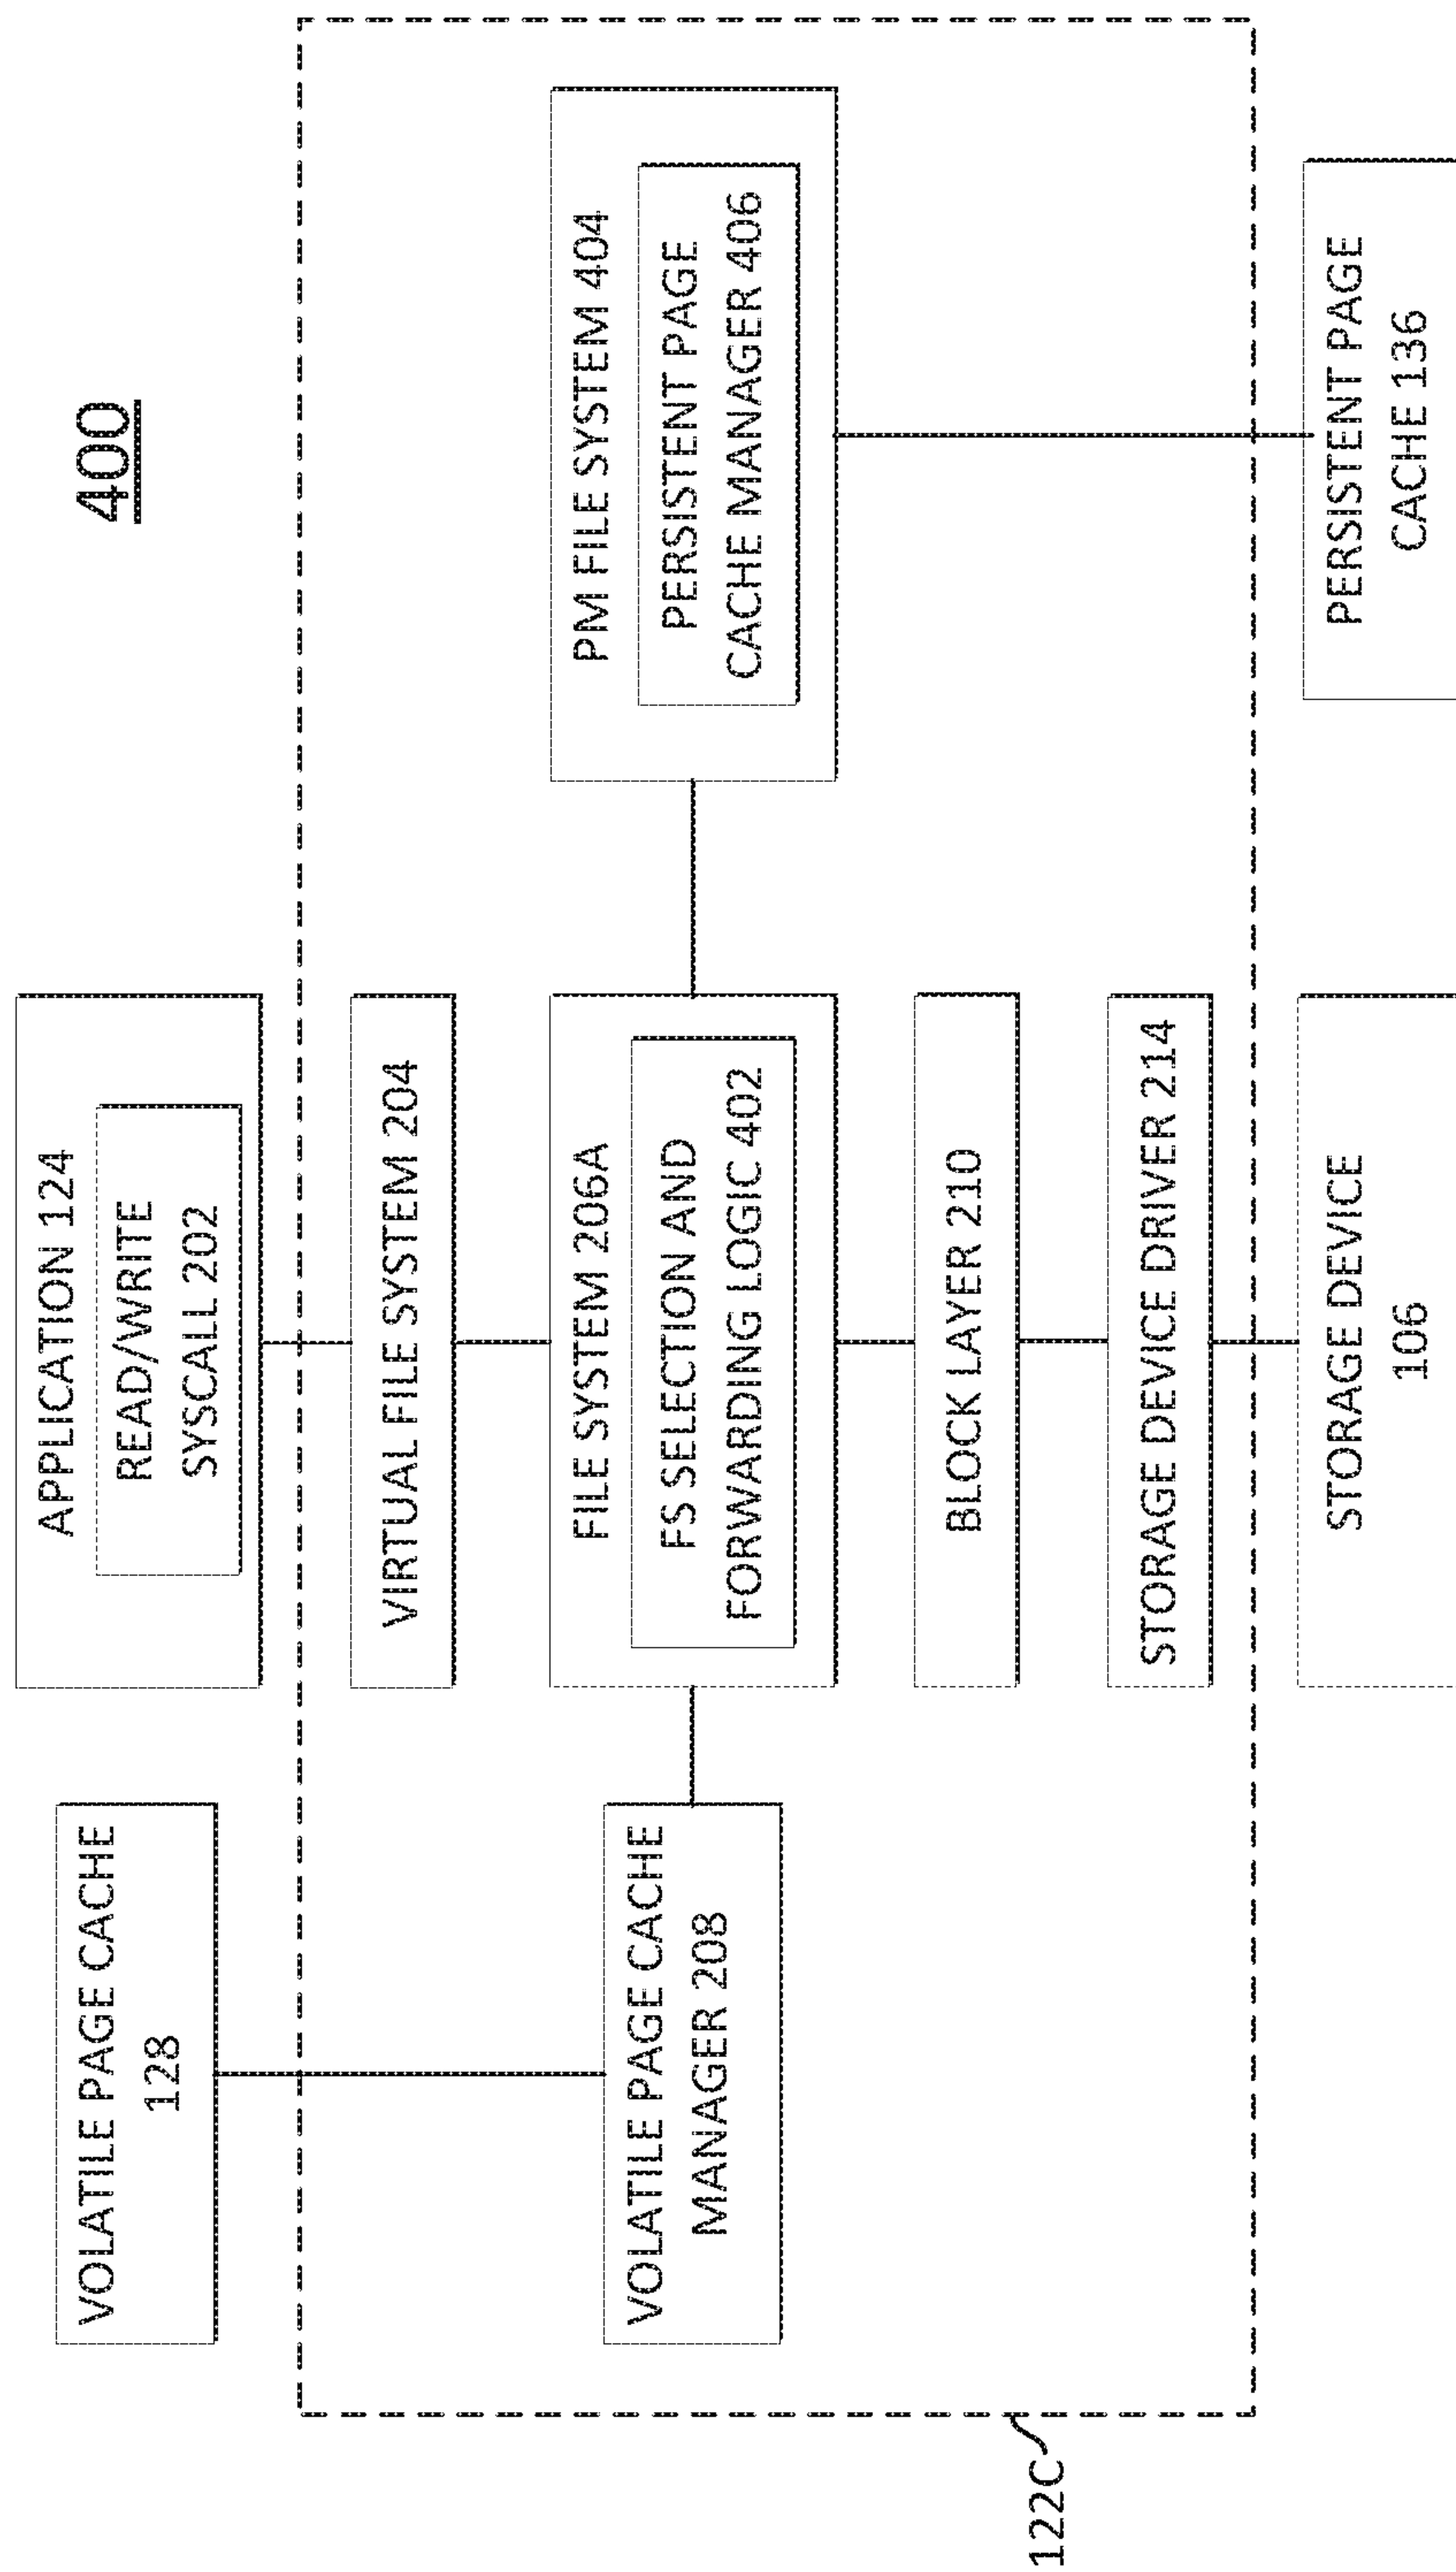 400
VOLATILE PAGE CACHE
128
APPLICATION 124
READ/WRITE
SYSCALL 202
VIRTUAL FILE SYSTEM 204
VOLATILE PAGE CACHE
MANAGER 208
FILE SYSTEM 206A
FS SELECTION AND
FORWARDING LOGIC 402
PM FILE SYSTEM 404
PERSISTENT PAGE
CACHE MANAGER 406
BLOCK LAYER 210
STORAGE DEVICE DRIVER 214
122C
STORAGE DEVICE
106
PERSISTENT PAGE
CACHE 136